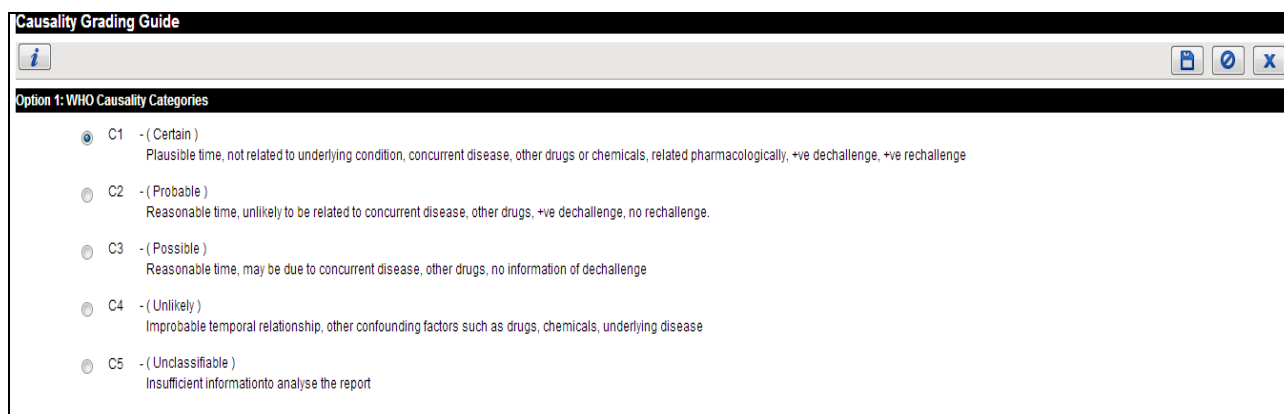 Causality Grading Guide
i
X
Option 1: WHO Causality Categories
C1 - ( Certain )
Plausible time, not related to underlying condition, concurrent disease, other drugs or chemicals, related pharmacologically, +ve dechallenge, +ve rechallenge
C2 - ( Probable )
Reasonable time, unlikely to be related to concurrent disease, other drugs, +ve dechallenge, no rechallenge.
C3 - ( Possible )
Reasonable time, may be due to concurrent disease, other drugs, no information of dechallenge
C4 - ( Unlikely )
Improbable temporal relationship, other confounding factors such as drugs, chemicals, underlying disease
C5 - ( Unclassifiable )
Insufficient informationto analyse the report